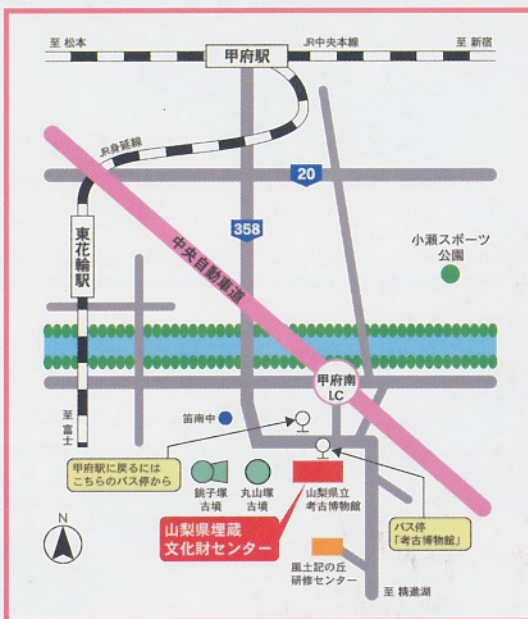 至 松本
甲府駅
JR中央本線
至 新宿
JR身延線
20
358
東花輪駅
中央自動車道
小瀬スポーツ
公園
甲府南
I.C
至 富士
笛南中
甲府駅に戻るには
こちらのバス停から
銚子塚
古墳
丸山塚
古墳
山梨県立
考古博物館
山梨県埋蔵
文化財センター
バス停
「考古博物館」
風土記の丘
研修センター
N
至 精進湖